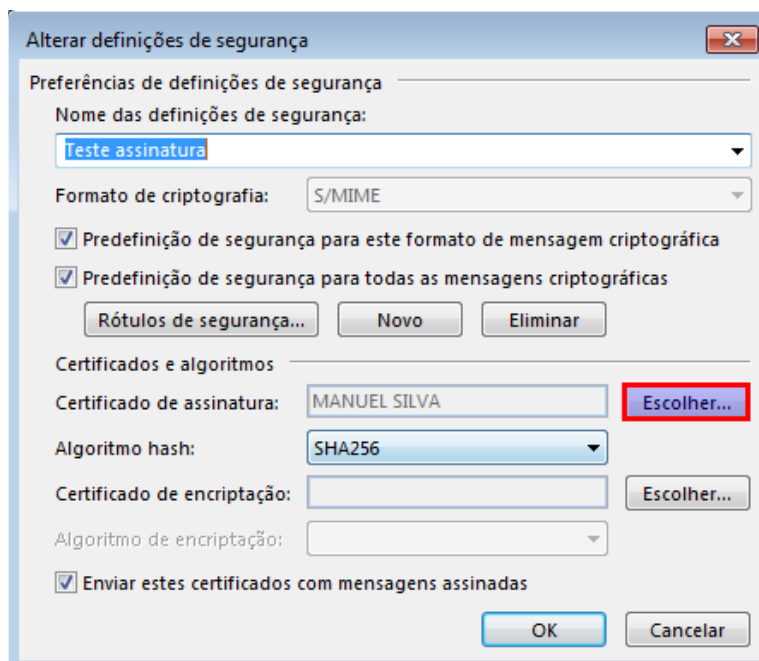 Alterar definições de segurança
Preferências de definições de segurança
Nome das definições de segurança:
Teste assinatura
Formato de criptografia: S/MIME
Predefinição de segurança para este formato de mensagem criptográfica
Predefinição de segurança para todas as mensagens criptográficas
Rótulos de segurança... Novo Eliminar
Certificados e algoritmos
Certificado de assinatura: MANUEL SILVA Escolher...
Algoritmo hash: SHA256
Certificado de encriptação: Escolher...
Algoritmo de encriptação:
Enviar estes certificados com mensagens assinadas
OK Cancelar